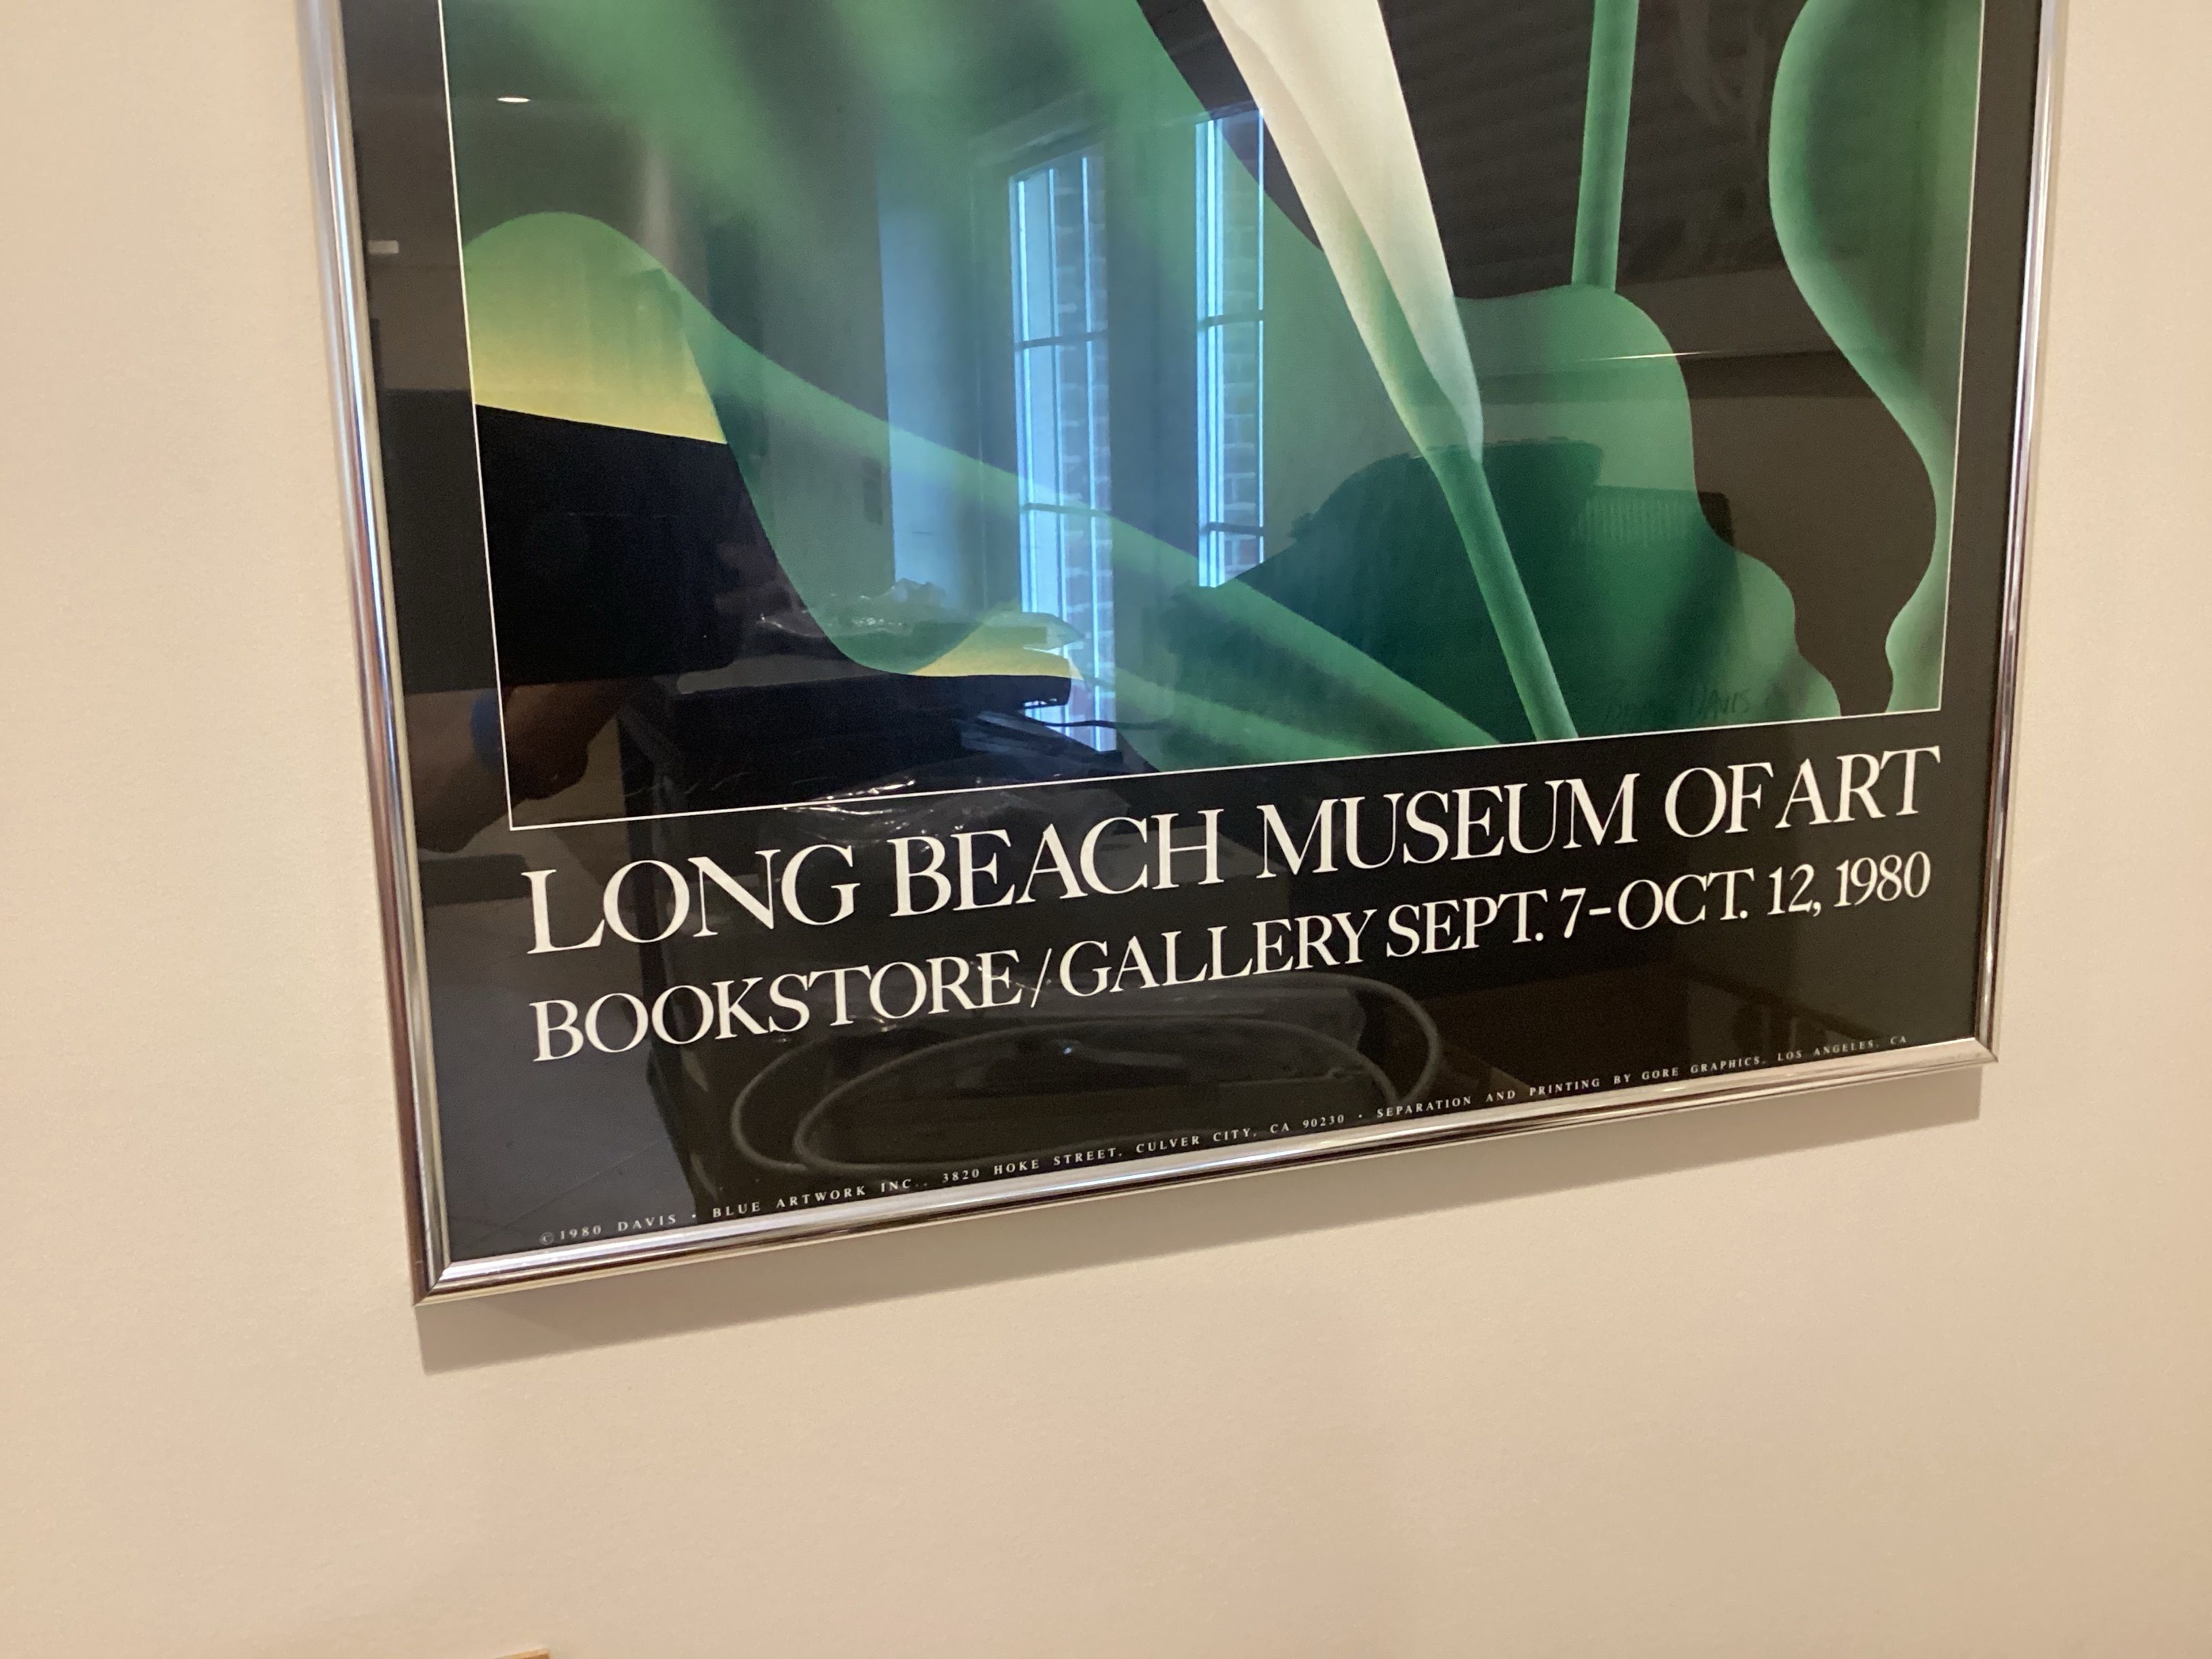 DAVIS
LONG BEACH MUSEUM OF ART
BOOKSTORE/GALLERY SEPT. 7-OCT. 12, 1980
©1980 DAVIS • BLUE ARTWORK INC., 3820 HOKE STREET, CULVER CITY, CA 90230 • SEPARATION AND PRINTING BY GORE GRAPHICS, LOS ANGELES, CA